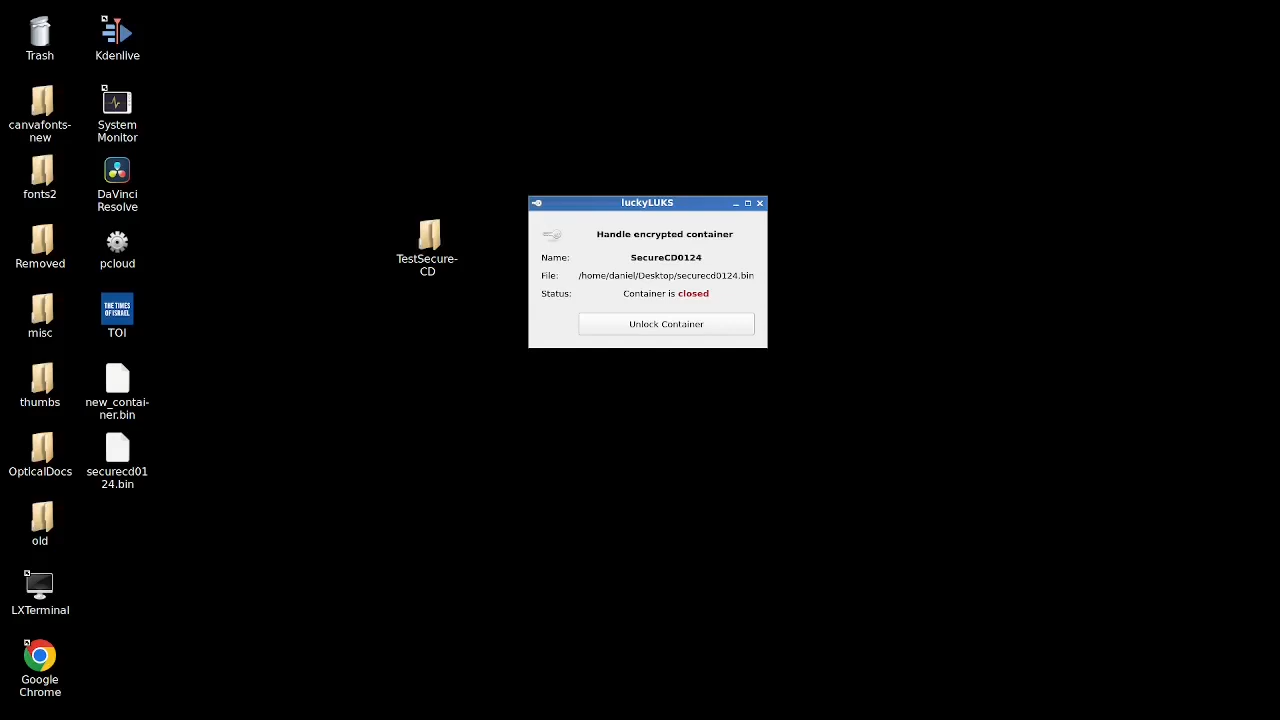 Trash
Kdenlive
canvafonts-
new
System
Monitor
fonts2
DaVinci
Resolve
Removed
pcloud
misc
THE TIMES
OF ISRAEL
TOI
thumbs
new_contai-
ner.bin
OpticalDocs
securecd01
24.bin
old
LXTerminal
Google
Chrome
TestSecure-
CD
luckyLUKS
Handle encrypted container
Name: SecureCD0124
File: /home/daniel/Desktop/securecd0124.bin
Status: Container is closed
Unlock Container